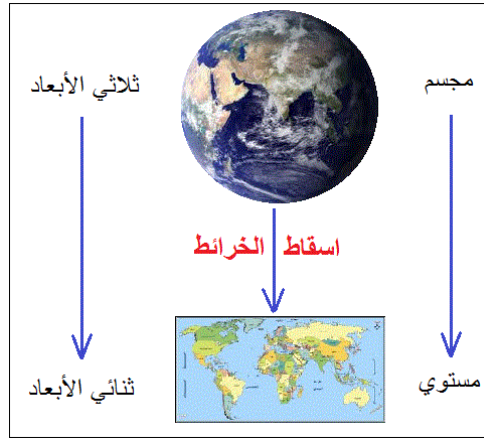 مجسم
ثلاثي الأبعاد
اسقاط الخرائط
مستوي
ثنائي الأبعاد